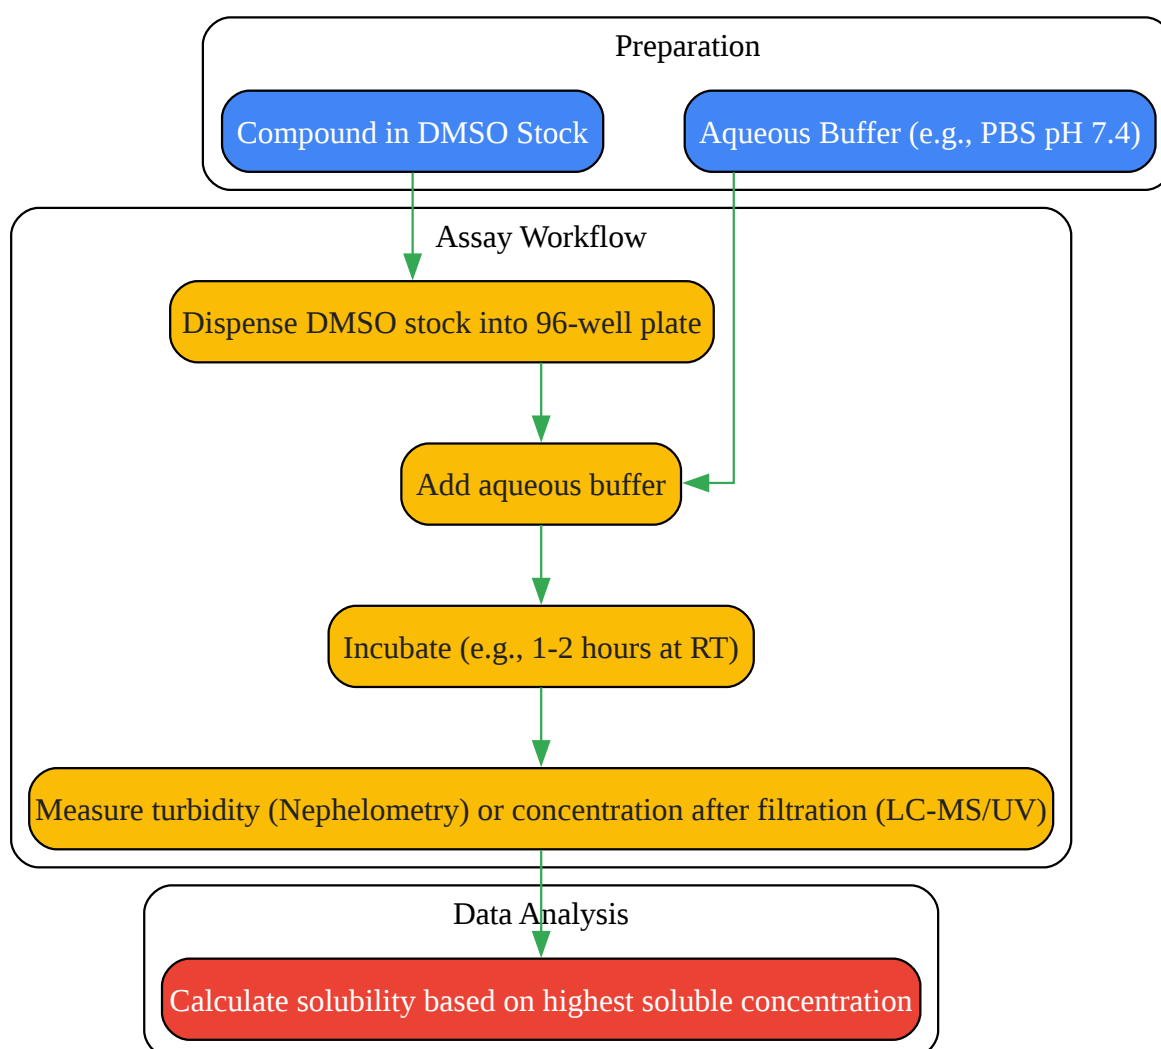 Preparation
Compound in DMSO Stock
Aqueous Buffer (e.g., PBS pH 7.4)
Assay Workflow
Dispense DMSO stock into 96-well plate
Add aqueous buffer
Incubate (e.g., 1-2 hours at RT)
Measure turbidity (Nephelometry) or concentration after filtration (LC-MS/UV)
Data Analysis
Calculate solubility based on highest soluble concentration